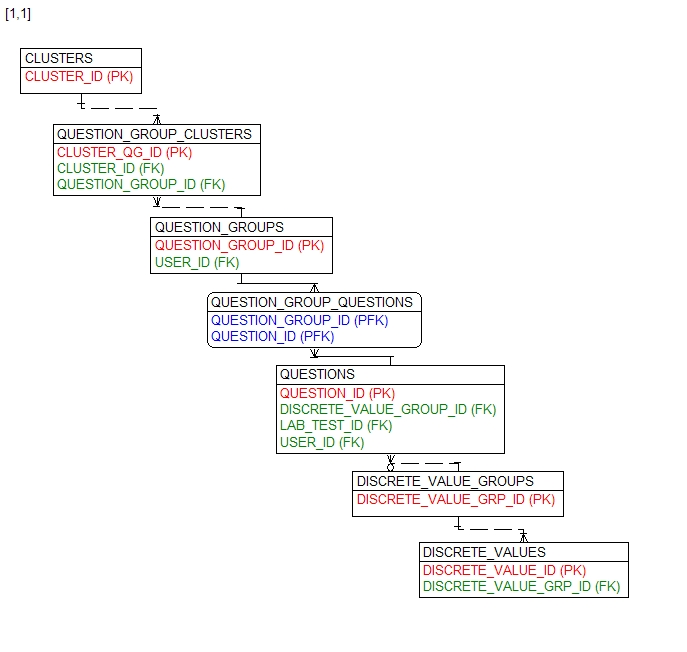 [1,1]
CLUSTERS
CLUSTER_ID (PK)
QUESTION_GROUP_CLUSTERS
CLUSTER_QG_ID (PK)
CLUSTER_ID (FK)
QUESTION_GROUP_ID (FK)
QUESTION_GROUPS
QUESTION_GROUP_ID (PK)
USER_ID (FK)
QUESTION_GROUP_QUESTIONS
QUESTION_GROUP_ID (PFK)
QUESTION_ID (PFK)
QUESTIONS
QUESTION_ID (PK)
DISCRETE_VALUE_GROUP_ID (FK)
LAB_TEST_ID (FK)
USER_ID (FK)
DISCRETE_VALUE_GROUPS
DISCRETE_VALUE_GRP_ID (PK)
DISCRETE_VALUES
DISCRETE_VALUE_ID (PK)
DISCRETE_VALUE_GRP_ID (FK)